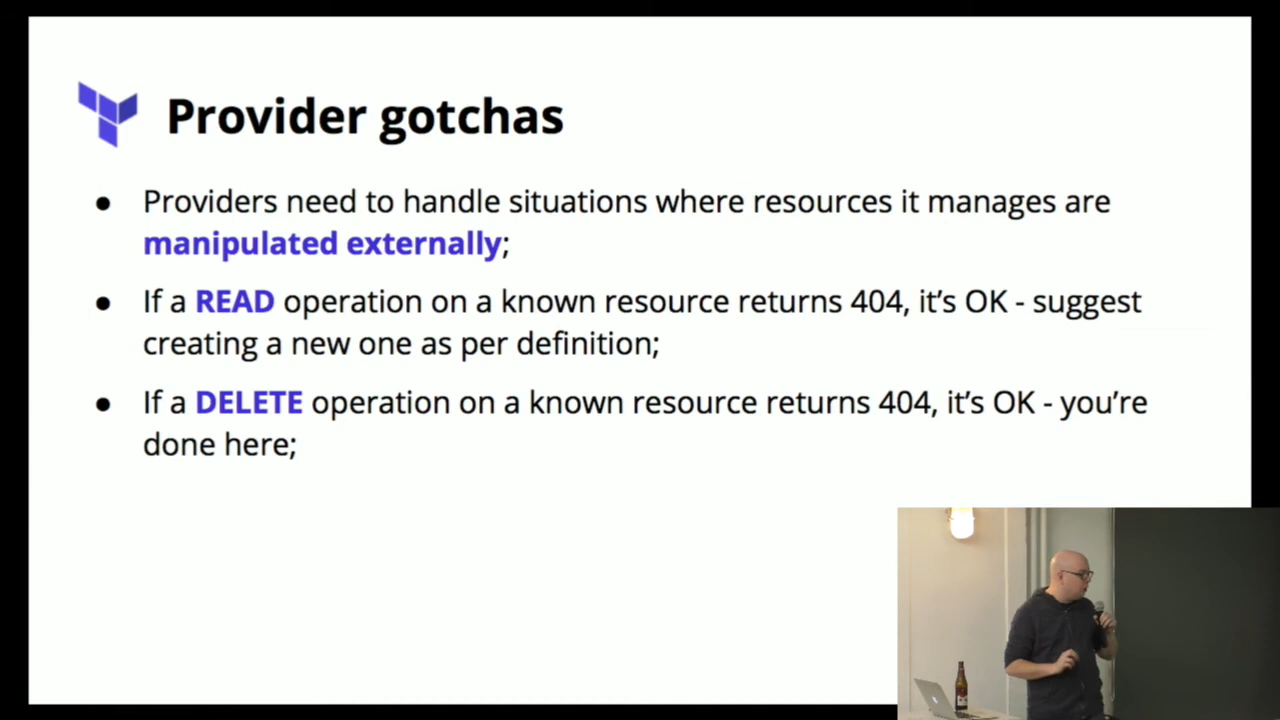 Provider gotchas
● Providers need to handle situations where resources it manages are
manipulated externally;
● If a READ operation on a known resource returns 404, it’s OK - suggest
creating a new one as per definition;
● If a DELETE operation on a known resource returns 404, it’s OK - you’re
done here;